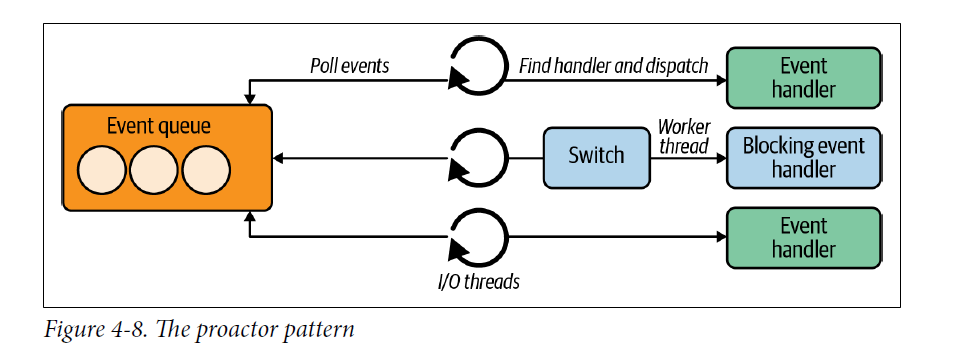 Poll events
Find handler and dispatch
Event
handler
Event queue
Switch
Worker
thread
Blocking event
handler
Event
handler
I/O threads
Figure 4-8. The proactor pattern